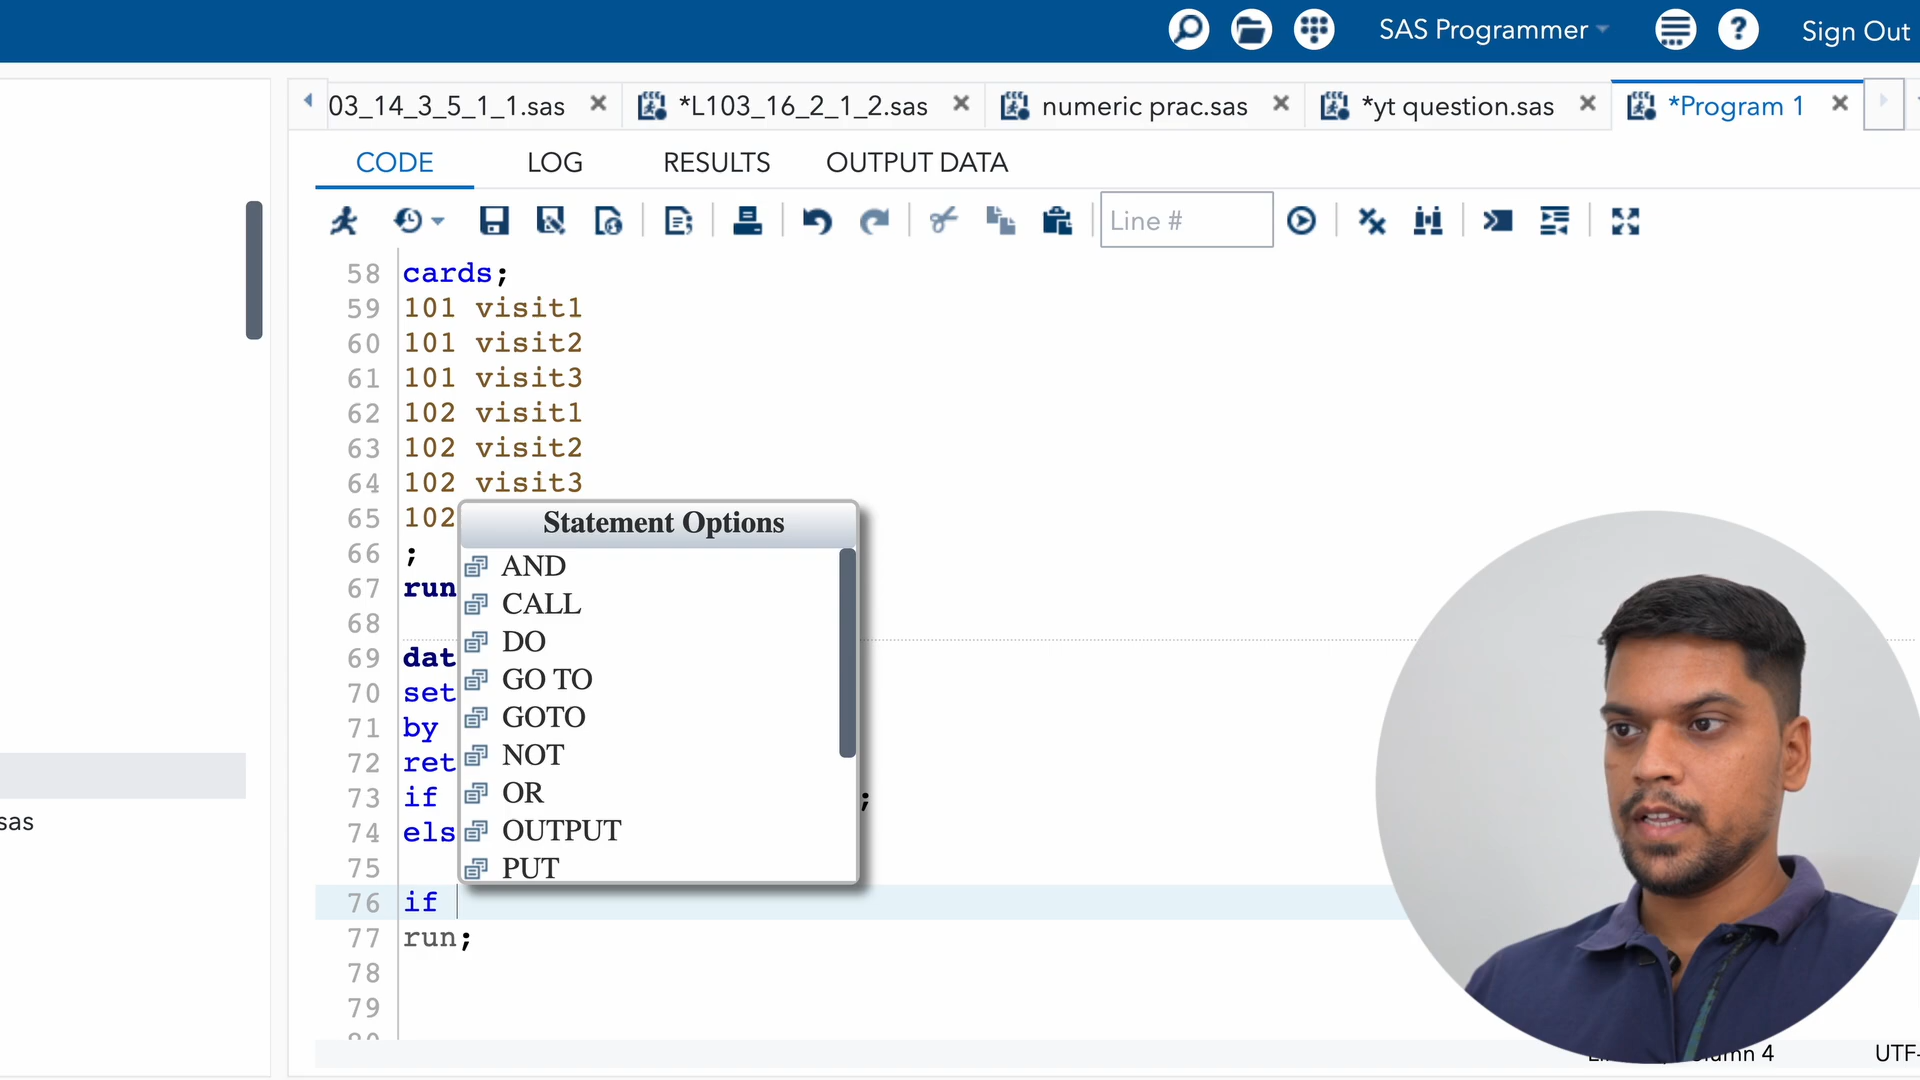 SAS Programmer
Sign Out
03_14_3_5_1_1.sas
*L103_16_2_1_2.sas
numeric prac.sas
*yt question.sas
*Program 1
CODE
LOG
RESULTS
OUTPUT DATA
Line #
58 cards;
59 101 visit1
60 101 visit2
61 101 visit3
62 102 visit1
63 102 visit2
64 102 visit3
65 102
66 ;
67 run
68
69 dat
70 set
71 by
72 ret
73 if ;
74 els
75
76 if
77 run;
78
79
Statement Options
AND
CALL
DO
GO TO
GOTO
NOT
OR
OUTPUT
PUT
sas
4
UTF-